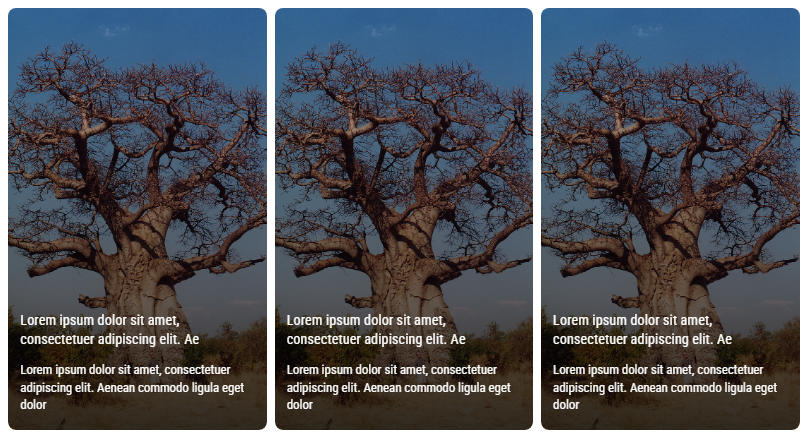 Lorem ipsum dolor sit amet,
consectetuer adipiscing elit. Ae
Lorem ipsum dolor sit amet, consectetuer
adipiscing elit. Aenean commodo ligula eget
dolor
Lorem ipsum dolor sit amet,
consectetuer adipiscing elit. Ae
Lorem ipsum dolor sit amet, consectetuer
adipiscing elit. Aenean commodo ligula eget
dolor
Lorem ipsum dolor sit amet,
consectetuer adipiscing elit. Ae
Lorem ipsum dolor sit amet, consectetuer
adipiscing elit. Aenean commodo ligula eget
dolor